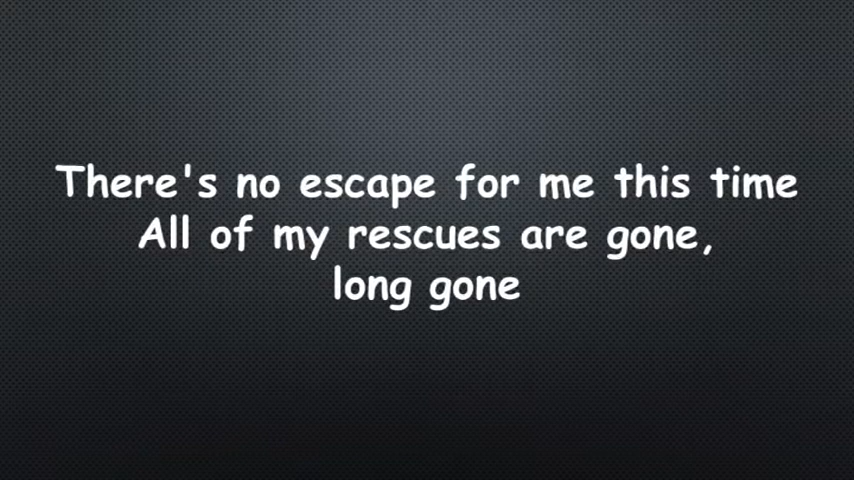 There's no escape for me this time
All of my rescues are gone,
long gone